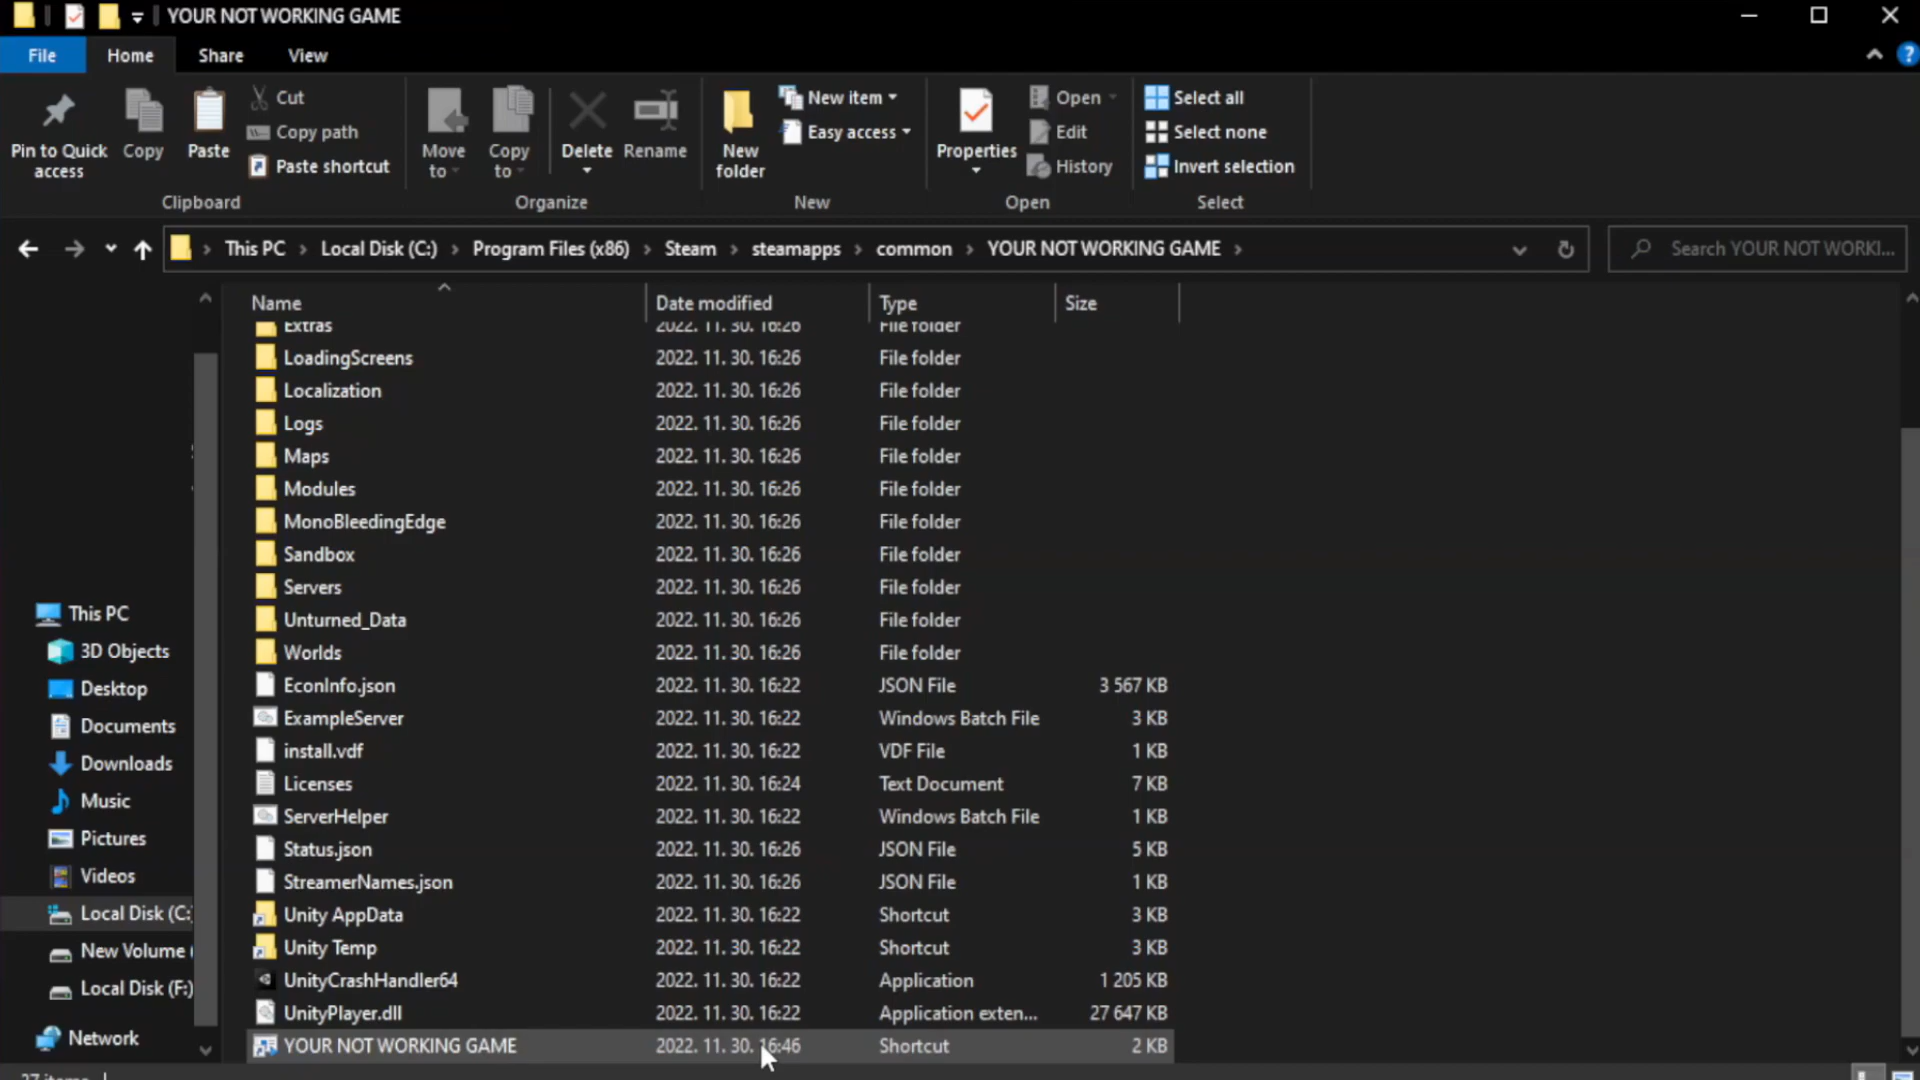 YOUR NOT WORKING GAME
File Home Share View
Pin to Quick access
Copy
Paste
Cut
Copy path
Paste shortcut
Clipboard
Move to
Copy to
Delete
Rename
Organize
New folder
New item
Easy access
New
Properties
Open
Edit
History
Open
Select all
Select none
Invert selection
Select
This PC › Local Disk (C:) › Program Files (x86) › Steam › steamapps › common › YOUR NOT WORKING GAME ›
Search YOUR NOT WORKI...
Name Date modified Type Size
Extras 2022. 11. 30. 16:26 File folder
LoadingScreens 2022. 11. 30. 16:26 File folder
Localization 2022. 11. 30. 16:26 File folder
Logs 2022. 11. 30. 16:26 File folder
Maps 2022. 11. 30. 16:26 File folder
Modules 2022. 11. 30. 16:26 File folder
MonoBleedingEdge 2022. 11. 30. 16:26 File folder
Sandbox 2022. 11. 30. 16:26 File folder
Servers 2022. 11. 30. 16:26 File folder
Unturned_Data 2022. 11. 30. 16:26 File folder
Worlds 2022. 11. 30. 16:26 File folder
EconInfo.json 2022. 11. 30. 16:22 JSON File 3 567 KB
ExampleServer 2022. 11. 30. 16:22 Windows Batch File 3 KB
install.vdf 2022. 11. 30. 16:22 VDF File 1 KB
Licenses 2022. 11. 30. 16:24 Text Document 7 KB
ServerHelper 2022. 11. 30. 16:22 Windows Batch File 1 KB
Status.json 2022. 11. 30. 16:26 JSON File 5 KB
StreamerNames.json 2022. 11. 30. 16:26 JSON File 1 KB
Unity AppData 2022. 11. 30. 16:22 Shortcut 3 KB
Unity Temp 2022. 11. 30. 16:22 Shortcut 3 KB
UnityCrashHandler64 2022. 11. 30. 16:22 Application 1 205 KB
UnityPlayer.dll 2022. 11. 30. 16:22 Application exten... 27 647 KB
YOUR NOT WORKING GAME 2022. 11. 30. 16:46 Shortcut 2 KB
This PC
3D Objects
Desktop
Documents
Downloads
Music
Pictures
Videos
Local Disk (C:)
New Volume (
Local Disk (F:)
Network